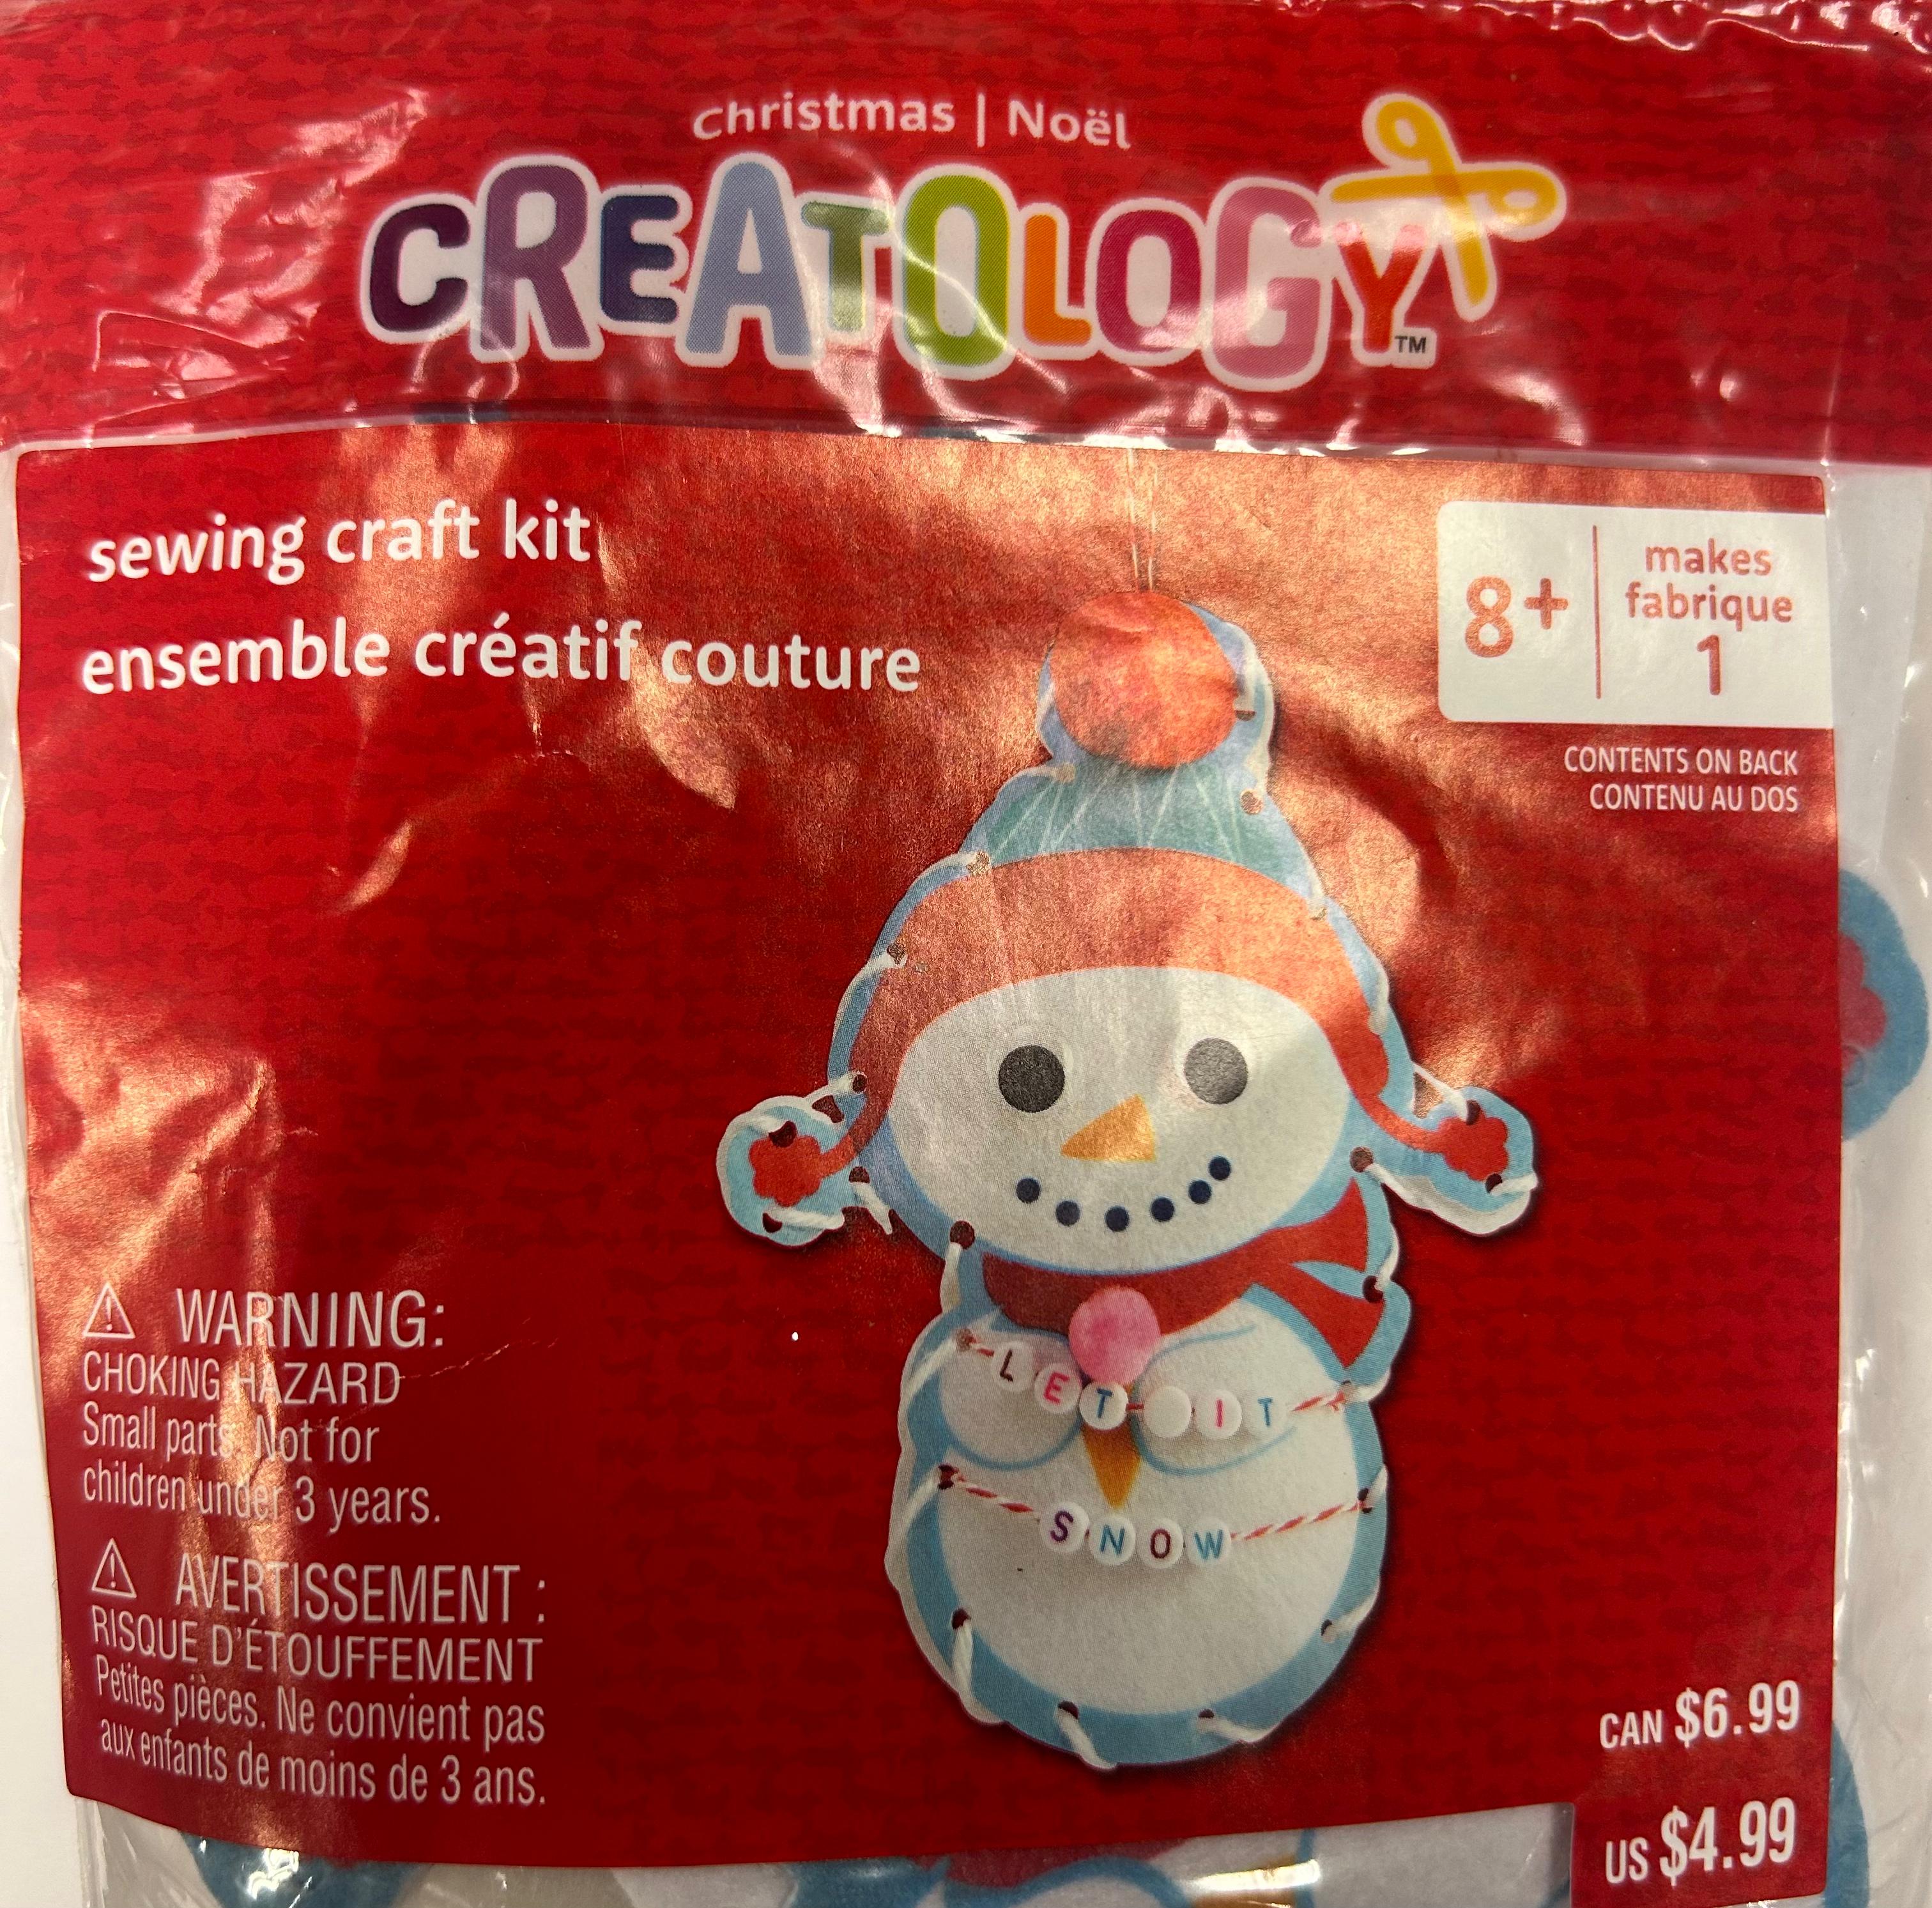 Christmas | Noël
CREATOLOGY™
sewing craft kit
ensemble créatif couture
8+
makes
fabrique
1
CONTENTS ON BACK
CONTENU AU DOS
LET IT
SNOW
⚠ WARNING:
CHOKING HAZARD
Small parts. Not for
children under 3 years.
⚠ AVERTISSEMENT :
RISQUE D'ÉTOUFFEMENT
Petites pièces. Ne convient pas
aux enfants de moins de 3 ans.
CAN $6.99
US $4.99